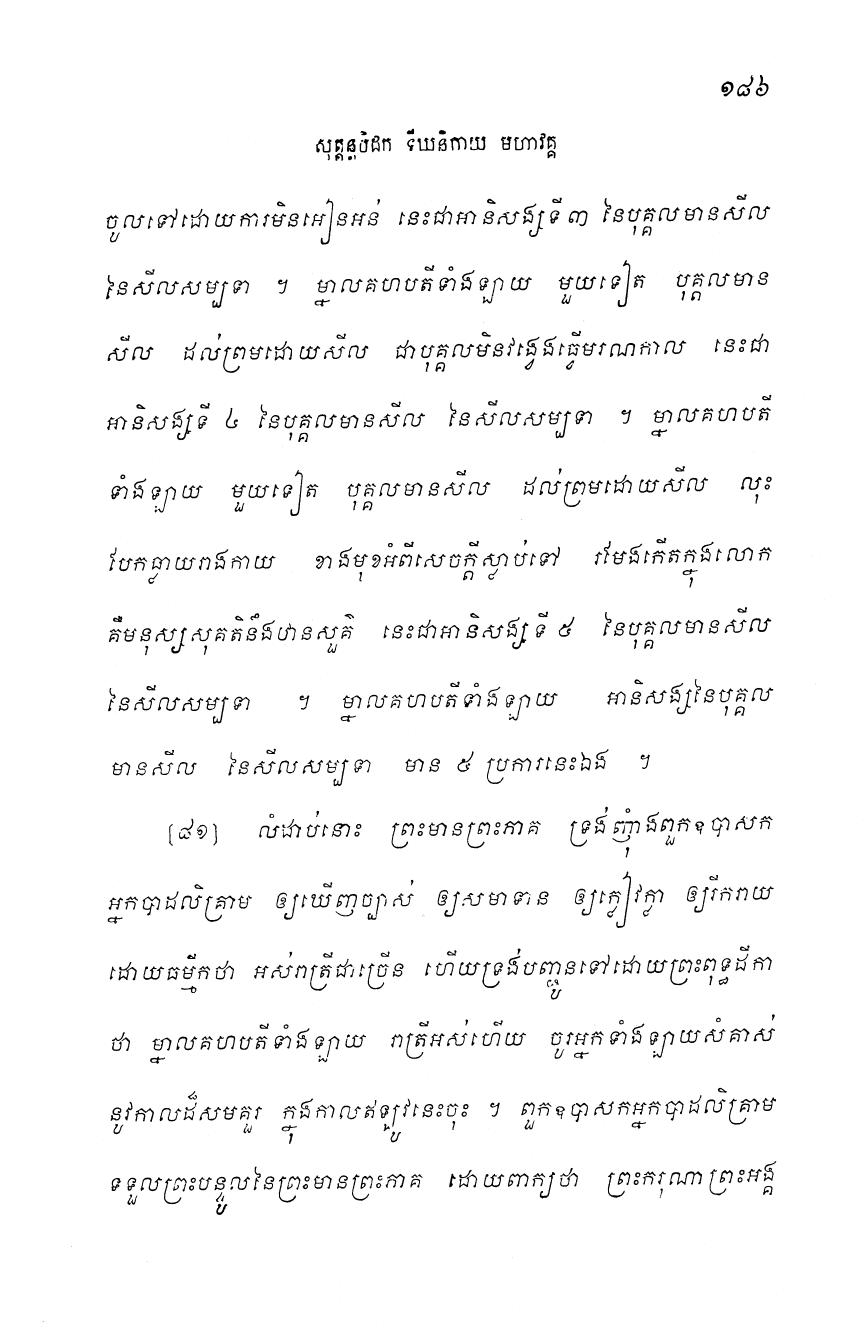 ១៨៦
សុត្តន្តបិដក ទីឃនិកាយ មហាវគ្គ
ចូលទៅដោយការមិនអៀនអន់ នេះជាអានិសង្សទី៣ នៃបុគ្គលមានសីល
នៃសីលសម្បទា ។ ម្នាលគហបតីទាំងឡាយ មួយទៀត បុគ្គលមាន
សីល ដល់ព្រមដោយសីល ជាបុគ្គលមិនវង្វេងធ្វើមរណកាល នេះជា
អានិសង្សទី ៤ នៃបុគ្គលមានសីល នៃសីលសម្បទា ។ ម្នាលគហបតី
ទាំងឡាយ មួយទៀត បុគ្គលមានសីល ដល់ព្រមដោយសីល លុះ
បែកធ្លាយរាងកាយ ខាងមុខអំពីសេចក្តីស្លាប់ទៅ រមែងកើតក្នុងលោក
គឺមនុស្សសុគតិនឹងឋានសួគ៌ នេះជាអានិសង្សទី ៥ នៃបុគ្គលមានសីល
នៃសីលសម្បទា ។ ម្នាលគហបតីទាំងឡាយ អានិសង្សនៃបុគ្គល
មានសីល នៃសីលសម្បទា មាន ៥ ប្រការនេះឯង ។
[៨១] លំដាប់នោះ ព្រះមានព្រះភាគ ទ្រង់ញុំាងពួកឧបាសក
អ្នកបាដលិគ្រាម ឲ្យឃើញច្បាស់ ឲ្យសមាទាន ឲ្យក្លៀវក្លា ឲ្យរីករាយ
ដោយធម្មីកថា អស់រាត្រីជាច្រើន ហើយទ្រង់បញ្ជូនទៅដោយព្រះពុទ្ធដីកា
ថា ម្នាលគហបតីទាំងឡាយ រាត្រីអស់ហើយ ចូរអ្នកទាំងឡាយសំគាស់
នូវកាលដ៏សមគួរ ក្នុងកាលឥឡូវនេះចុះ ។ ពួកឧបាសកអ្នកបាដលិគ្រាម
ទទួលព្រះបន្ទូលនៃព្រះមានព្រះភាគ ដោយពាក្យថា ព្រះករុណាព្រះអង្គ